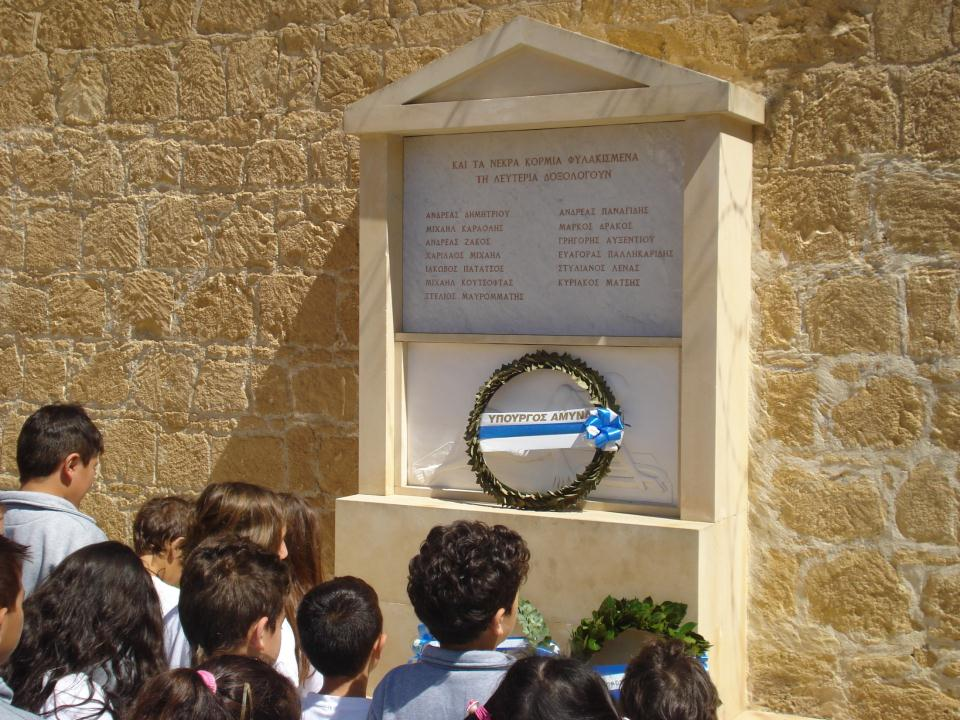 ΚΑΙ ΤΑ ΝΕΚΡΑ ΚΟΡΜΙΑ ΦΥΛΑΚΙΣΜΕΝΑ
ΤΗ ΛΕΥΤΕΡΙΑ ΔΟΞΟΛΟΓΟΥΝ
ΑΝΔΡΕΑΣ ΔΗΜΗΤΡΙΟΥ
ΜΙΧΑΗΛ ΚΑΡΑΟΛΗΣ
ΑΝΔΡΕΑΣ ΖΑΚΟΣ
ΧΑΡΙΛΑΟΣ ΜΙΧΑΗΛ
ΙΑΚΩΒΟΣ ΠΑΤΑΤΣΟΣ
ΜΙΧΑΗΛ ΚΟΥΤΣΟΦΤΑΣ
ΣΤΕΛΙΟΣ ΜΑΥΡΟΜΜΑΤΗΣ
ΑΝΔΡΕΑΣ ΠΑΝΑΓΙΔΗΣ
ΜΑΡΚΟΣ ΔΡΑΚΟΣ
ΓΡΗΓΟΡΗΣ ΑΥΞΕΝΤΙΟΥ
ΕΥΑΓΟΡΑΣ ΠΑΛΛΗΚΑΡΙΔΗΣ
ΣΤΥΛΙΑΝΟΣ ΛΕΝΑΣ
ΚΥΡΙΑΚΟΣ ΜΑΤΣΗΣ
ΥΠΟΥΡΓΟΣ ΑΜΥΝΑ